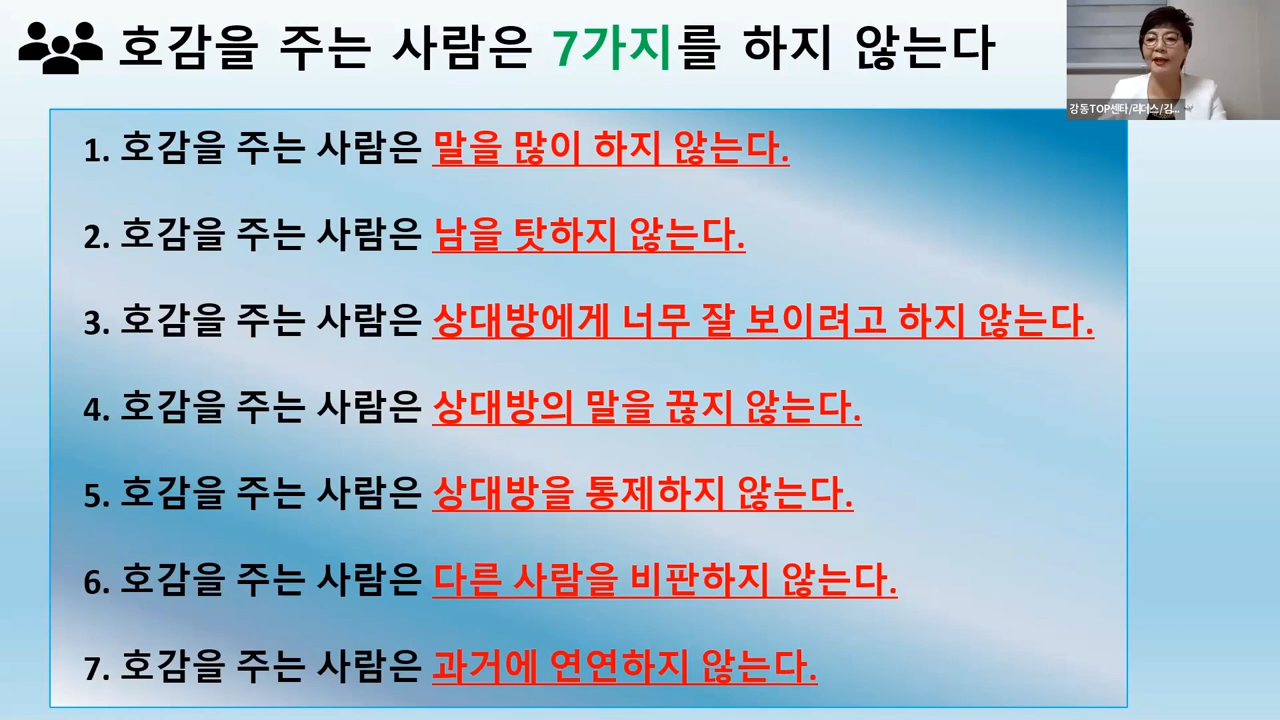 호감을 주는 사람은 7가지를 하지 않는다
강동TOP센타/리더스/김...
1. 호감을 주는 사람은 말을 많이 하지 않는다.
2. 호감을 주는 사람은 남을 탓하지 않는다.
3. 호감을 주는 사람은 상대방에게 너무 잘 보이려고 하지 않는다.
4. 호감을 주는 사람은 상대방의 말을 끊지 않는다.
5. 호감을 주는 사람은 상대방을 통제하지 않는다.
6. 호감을 주는 사람은 다른 사람을 비판하지 않는다.
7. 호감을 주는 사람은 과거에 연연하지 않는다.